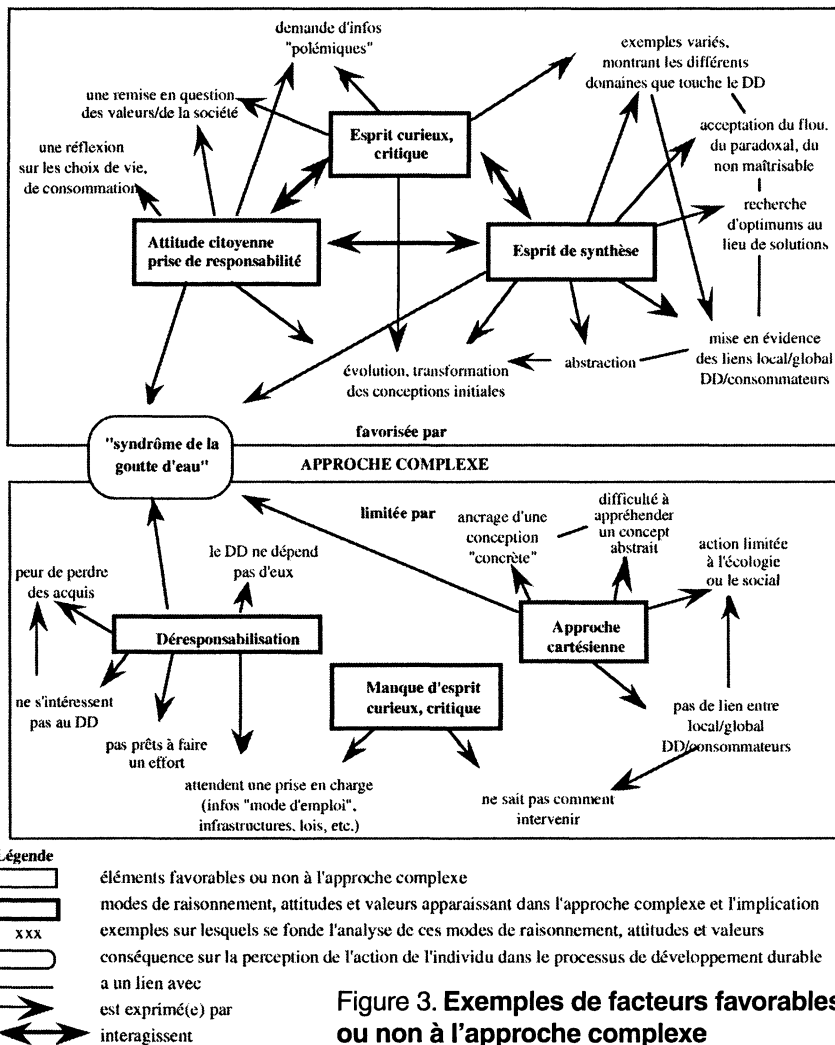 demande d'infos
"polémiques"
exemples variés,
montrant les différents
domaines que touche le DD
une remise en question
des valeurs/de la société
Esprit curieux,
critique
acceptation du flou,
du paradoxal, du
non maîtrisable
une réflexion
sur les choix de vie,
de consommation
recherche
d'optimums au
lieu de solutions
Attitude citoyenne
prise de responsabilité
Esprit de synthèse
évolution, transformation
des conceptions initiales
abstraction
mise en évidence
des liens local/global
DD/consommateurs
"syndrôme de la
goutte d'eau"
favorisée par
APPROCHE COMPLEXE
limitée par
ancrage d'une
conception
"concrète"
difficulté à
appréhender
un concept
abstrait
action limitée
à l'écologie
ou le social
le DD ne dépend
pas d'eux
peur de perdre
des acquis
Déresponsabilisation
Approche
cartésienne
Manque d'esprit
curieux, critique
ne s'intéressent
pas au DD
pas prêts à faire
un effort
pas de lien entre
local/global
DD/consommateurs
attendent une prise en charge
(infos "mode d'emploi",
infrastructures, lois, etc.)
ne sait pas comment
intervenir
Légende
éléments favorables ou non à l'approche complexe
modes de raisonnement, attitudes et valeurs apparaissant dans l'approche complexe et l'implication
xxx exemples sur lesquels se fonde l'analyse de ces modes de raisonnement, attitudes et valeurs
conséquence sur la perception de l'action de l'individu dans le processus de développement durable
a un lien avec
est exprimé(e) par
interagissent
Figure 3. Exemples de facteurs favorables
ou non à l'approche complexe